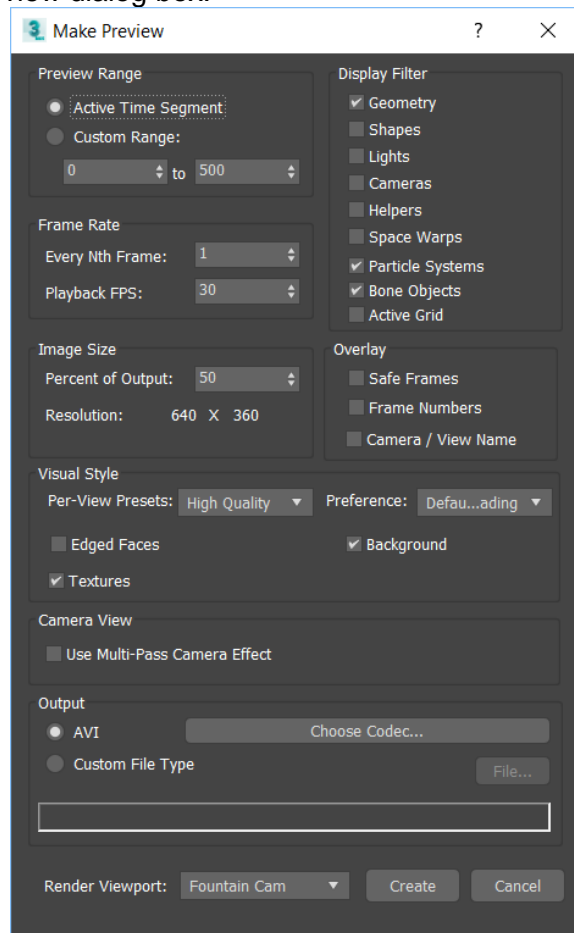 new dialog box.
3 Make Preview ? ×
Preview Range
Active Time Segment
Custom Range:
0 to 500
Display Filter
Geometry
Shapes
Lights
Cameras
Helpers
Space Warps
Particle Systems
Bone Objects
Active Grid
Frame Rate
Every Nth Frame: 1
Playback FPS: 30
Image Size
Percent of Output: 50
Resolution: 640 X 360
Overlay
Safe Frames
Frame Numbers
Camera / View Name
Visual Style
Per-View Presets: High Quality Preference: Defau...ading
Edged Faces Background
Textures
Camera View
Use Multi-Pass Camera Effect
Output
AVI Choose Codec...
Custom File Type File...
Render Viewport: Fountain Cam Create Cancel